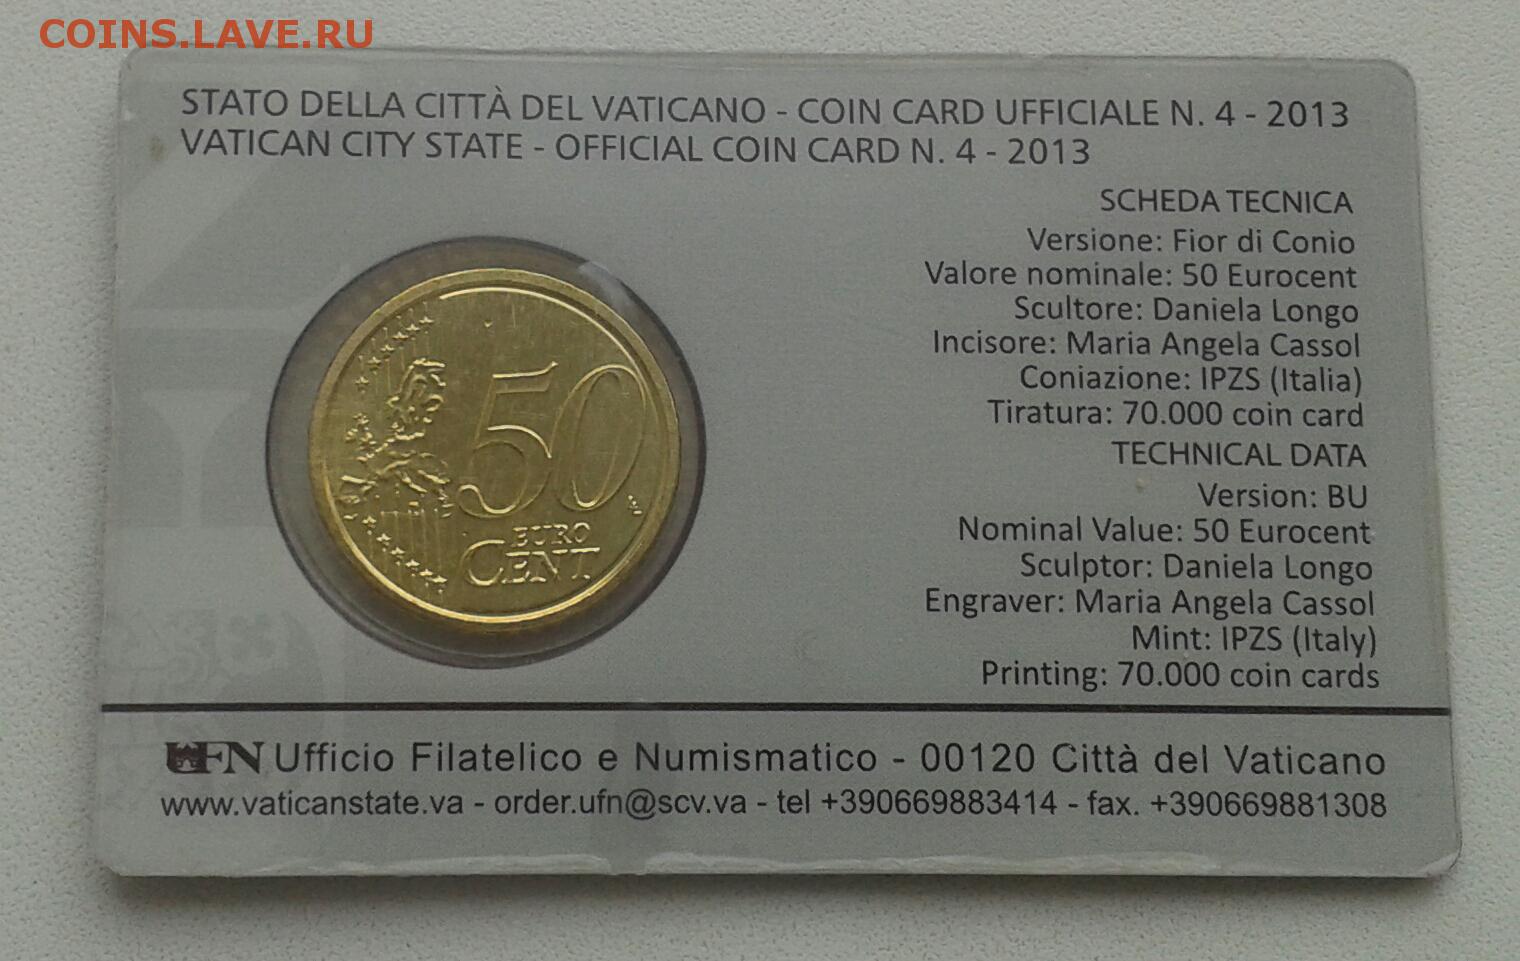 COINS.LAVE.RU
STATO DELLA CITTÀ DEL VATICANO - COIN CARD UFFICIALE N. 4 - 2013
VATICAN CITY STATE - OFFICIAL COIN CARD N. 4 - 2013
SCHEDA TECNICA
Versione: Fior di Conio
Valore nominale: 50 Eurocent
Scultore: Daniela Longo
Incisore: Maria Angela Cassol
Coniazione: IPZS (Italia)
Tiratura: 70.000 coin card
TECHNICAL DATA
Version: BU
Nominal Value: 50 Eurocent
Sculptor: Daniela Longo
Engraver: Maria Angela Cassol
Mint: IPZS (Italy)
Printing: 70.000 coin cards
50
EURO
CENT
UFN Ufficio Filatelico e Numismatico - 00120 Città del Vaticano
www.vaticanstate.va - order.ufn@scv.va - tel +390669883414 - fax. +390669881308